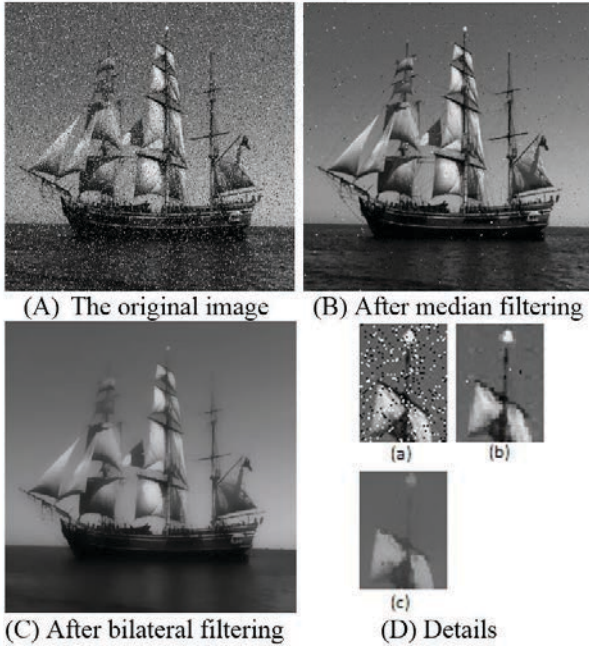 (A) The original image
(B) After median filtering
(a)
(b)
(c)
(C) After bilateral filtering
(D) Details